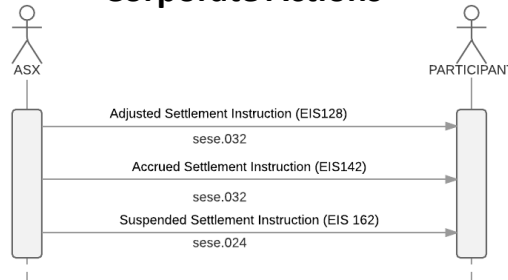 Corporate Actions
ASX
PARTICIPANT
Adjusted Settlement Instruction (EIS128)
sese.032
Accrued Settlement Instruction (EIS142)
sese.032
Suspended Settlement Instruction (EIS 162)
sese.024